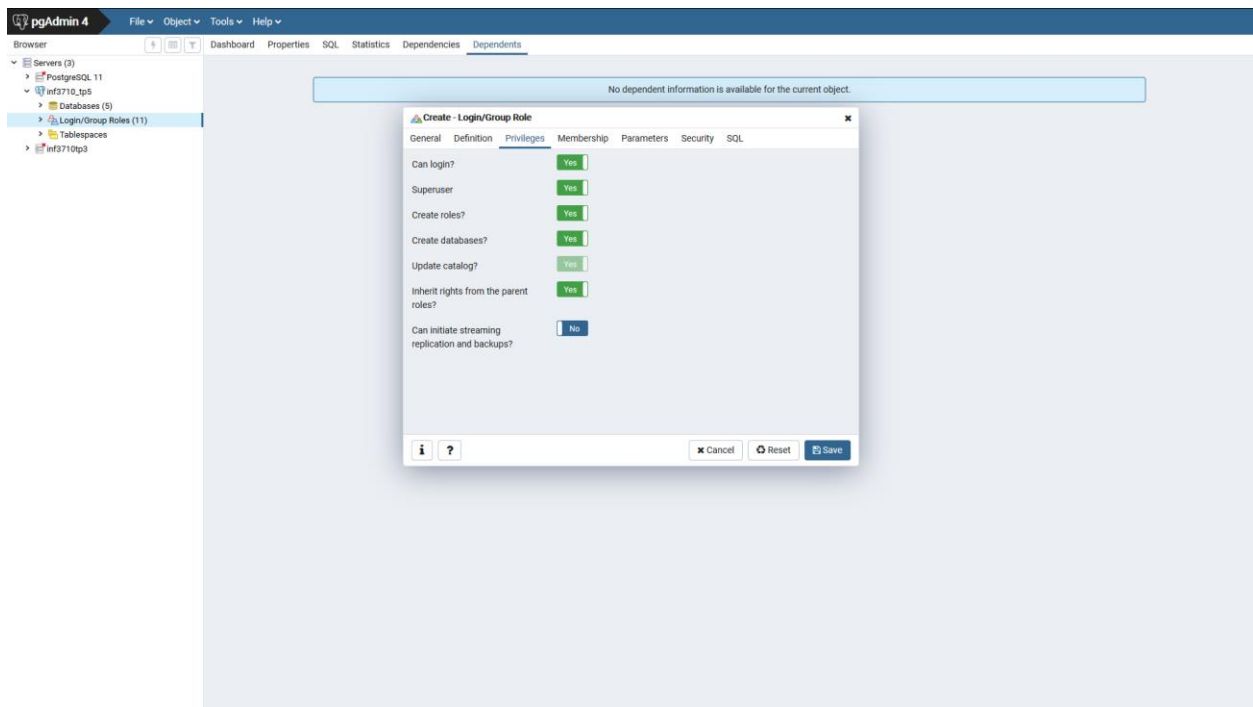 pgAdmin 4 File Object Tools Help
Browser Dashboard Properties SQL Statistics Dependencies Dependents
Servers (3)
PostgreSQL 11
inf3710_tp5
Databases (5)
Login/Group Roles (11)
Tablespaces
inf3710tp3
No dependent information is available for the current object.
Create - Login/Group Role
General Definition Privileges Membership Parameters Security SQL
Can login? Yes
Superuser Yes
Create roles? Yes
Create databases? Yes
Update catalog? Yes
Inherit rights from the parent Yes
roles?
Can initiate streaming No
replication and backups?
i ? Cancel Reset Save